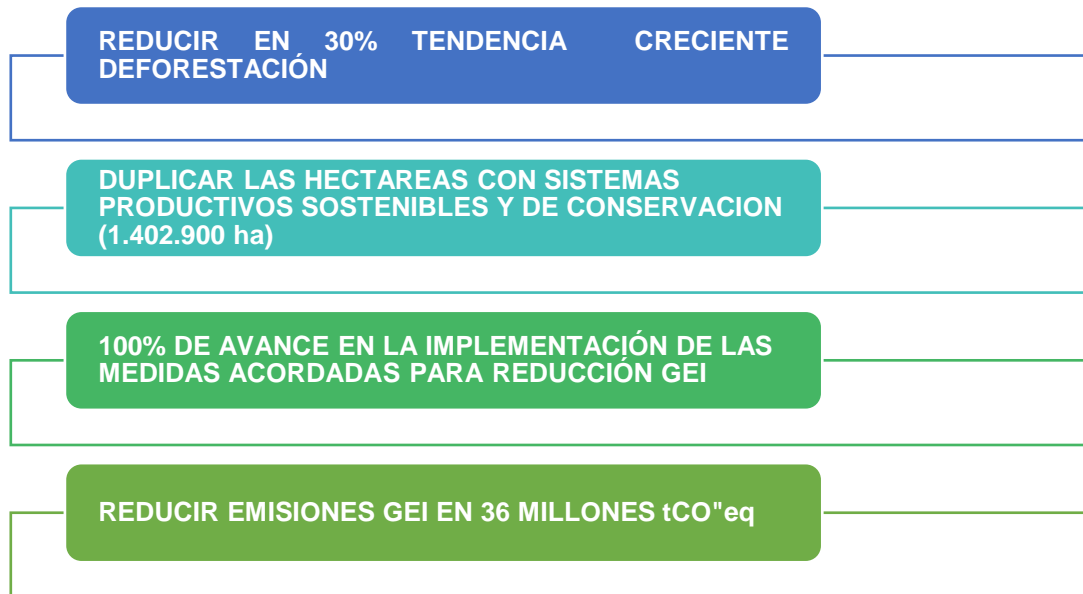 REDUCIR EN 30% TENDENCIA CRECIENTE
DEFORESTACIÓN
DUPLICAR LAS HECTAREAS CON SISTEMAS
PRODUCTIVOS SOSTENIBLES Y DE CONSERVACION
(1.402.900 ha)
100% DE AVANCE EN LA IMPLEMENTACIÓN DE LAS
MEDIDAS ACORDADAS PARA REDUCCIÓN GEI
REDUCIR EMISIONES GEI EN 36 MILLONES tCO"eq